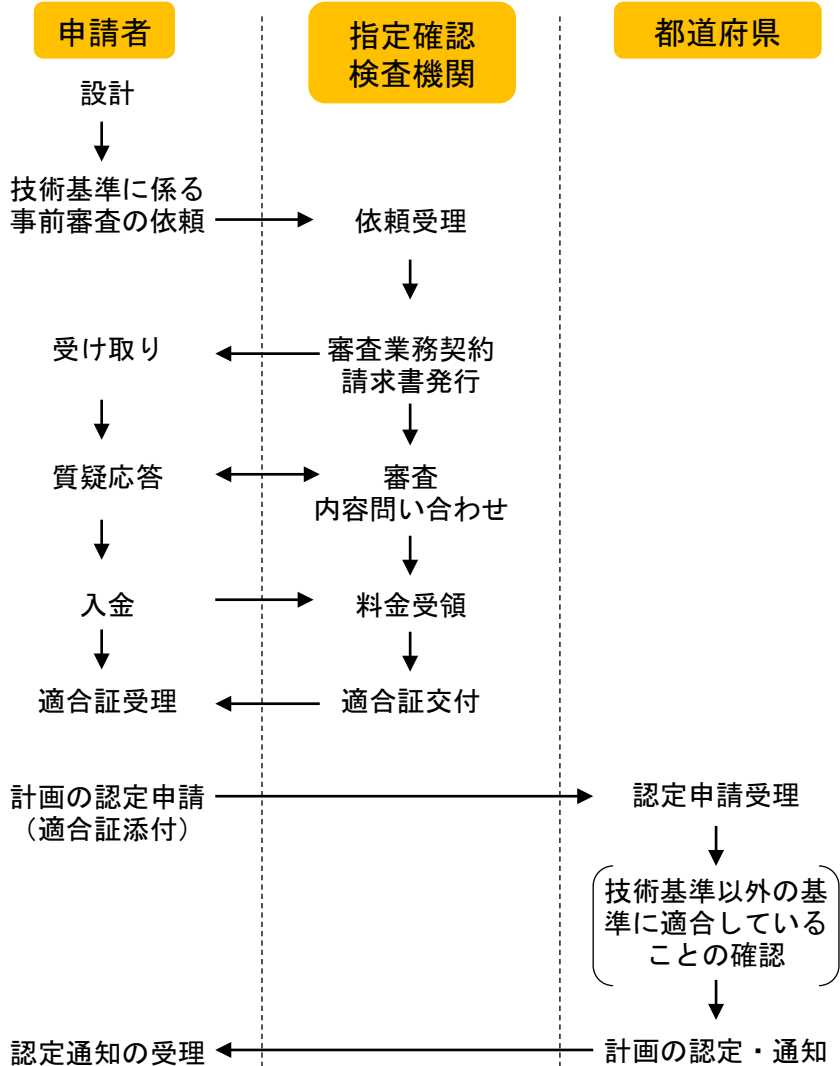 申請者
指定確認
検査機関
都道府県
設計
技術基準に係る
事前審査の依頼
依頼受理
受け取り
審査業務契約
請求書発行
質疑応答
審査
内容問い合わせ
入金
料金受領
適合証受理
適合証交付
計画の認定申請
（適合証添付）
認定申請受理
技術基準以外の基
準に適合している
ことの確認
認定通知の受理
計画の認定・通知